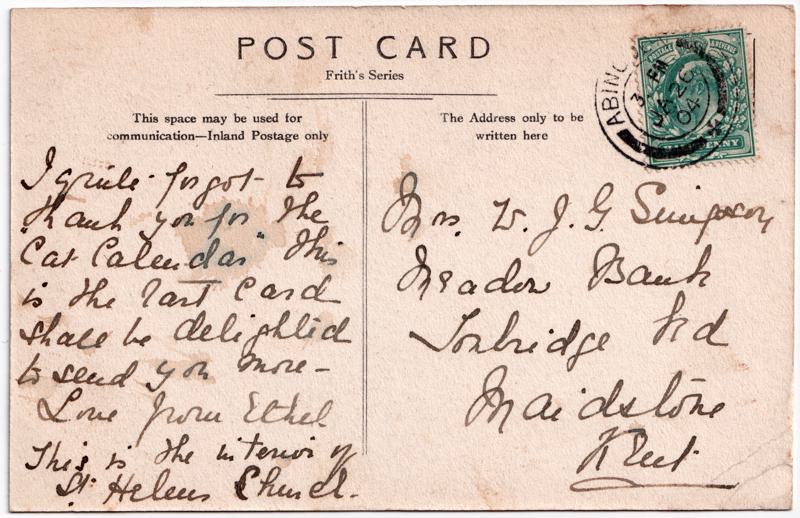 POST CARD
Frith's Series
This space may be used for
communication—Inland Postage only
The Address only to be
written here
ABING
3 PM
JA 26
04
POSTAGE & REVENUE
PENNY
I quite forgot to
thank you for "the
Cat Calendar" This
is the last card
shall be delighted
to send you more—
Love from Ethel
This is the interior of
St Helens Church.
Mrs. W. J. G. Simpson
Meadow Bank
Tonbridge Rd
Maidstone
Kent